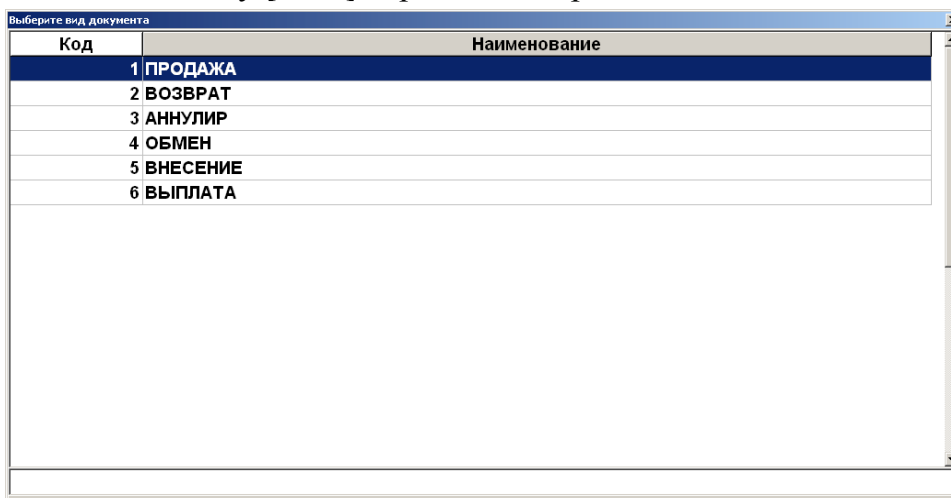 Выберите вид документа
Код Наименование
1 ПРОДАЖА
2 ВОЗВРАТ
3 АННУЛИР
4 ОБМЕН
5 ВНЕСЕНИЕ
6 ВЫПЛАТА